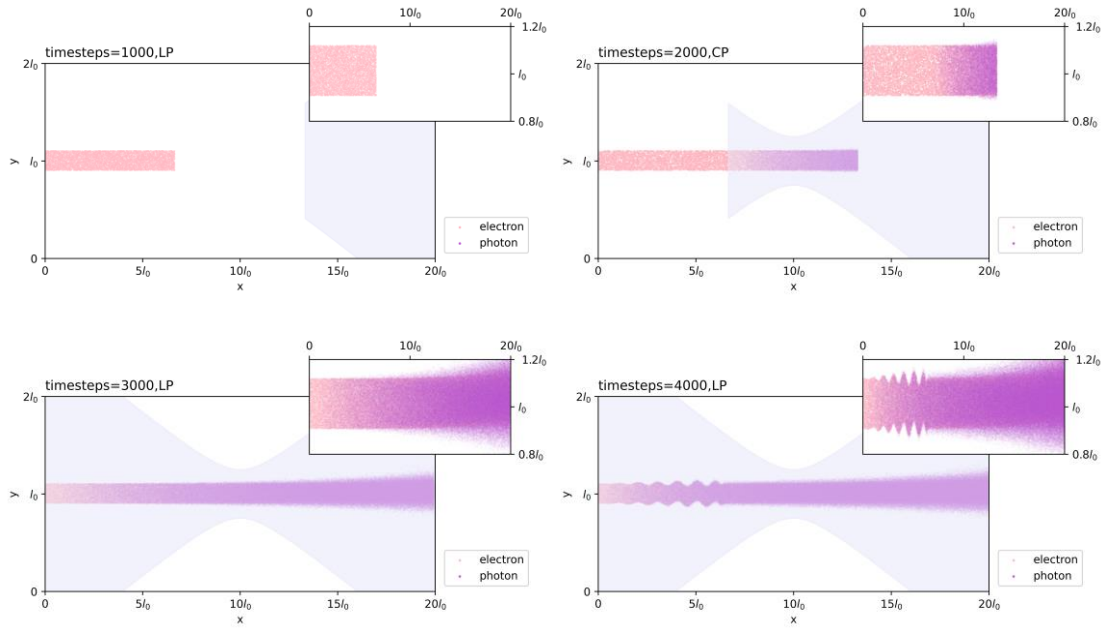 0 10l₀ 20l₀
1.2l₀
l₀
0.8l₀
timesteps=1000,LP
2l₀
y l₀
0
electron
photon
0 5l₀ 10l₀ 15l₀ 20l₀
x
0 10l₀ 20l₀
1.2l₀
l₀
0.8l₀
timesteps=2000,CP
2l₀
y l₀
0
electron
photon
0 5l₀ 10l₀ 15l₀ 20l₀
x
0 10l₀ 20l₀
1.2l₀
l₀
0.8l₀
timesteps=3000,LP
2l₀
y l₀
0
electron
photon
0 5l₀ 10l₀ 15l₀ 20l₀
x
0 10l₀ 20l₀
1.2l₀
l₀
0.8l₀
timesteps=4000,LP
2l₀
y l₀
0
electron
photon
0 5l₀ 10l₀ 15l₀ 20l₀
x